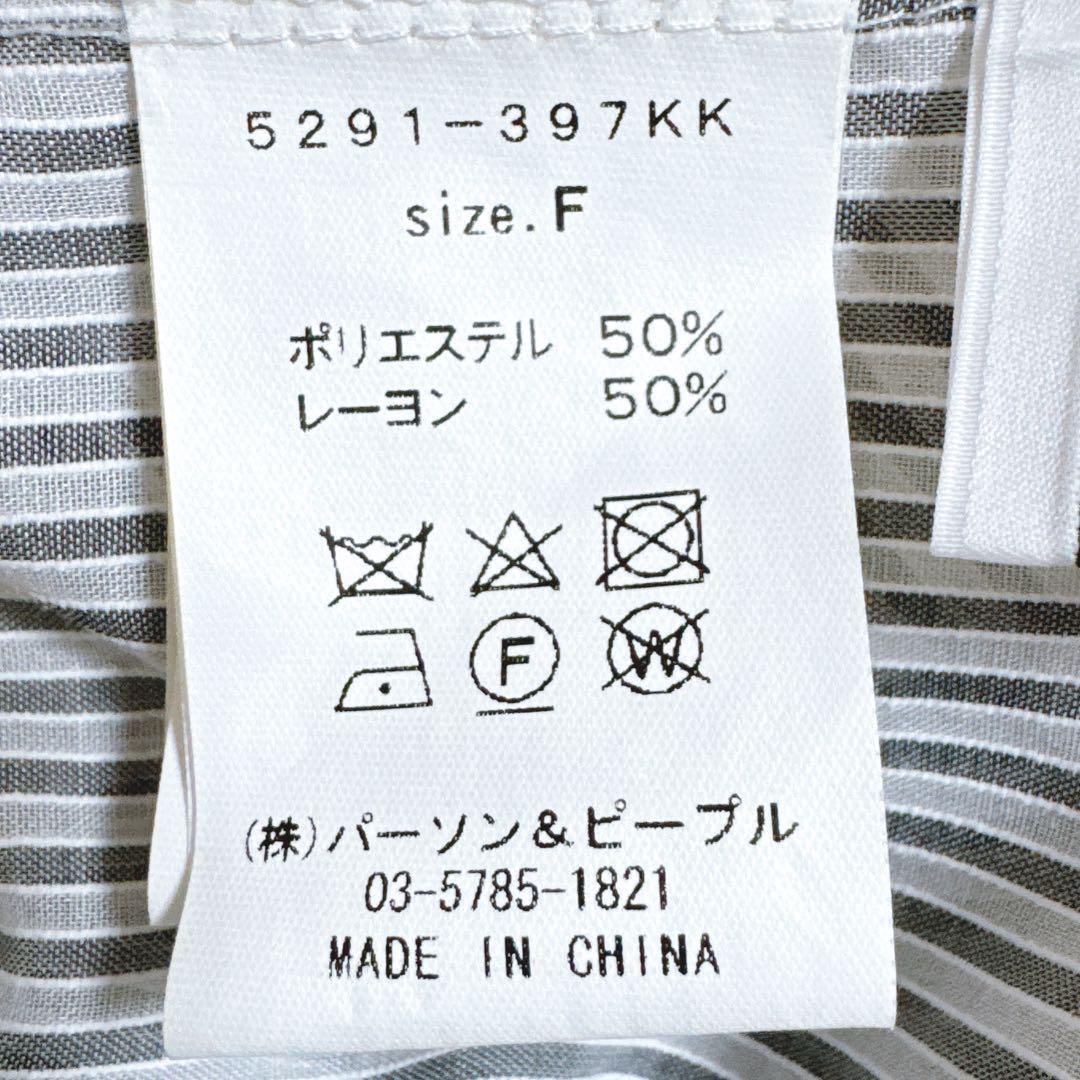 5291-397KK
size.F
ポリエステル 50%
レーヨン 50%
F W
(株)パーソン&ピープル
03-5785-1821
MADE IN CHINA